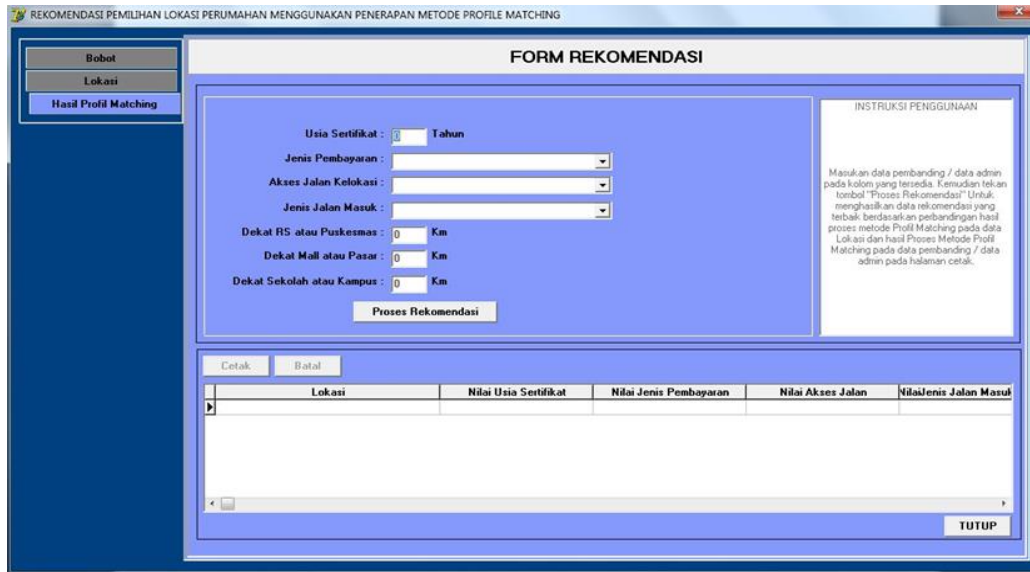 REKOMENDASI PEMILIHAN LOKASI PERUMAHAN MENGGUNAKAN PENERAPAN METODE PROFILE MATCHING
Bobot
Lokasi
Hasil Profil Matching
FORM REKOMENDASI
Usia Sertifikat : 0 Tahun
Jenis Pembayaran :
Akses Jalan Kelokasi :
Jenis Jalan Masuk :
Dekat RS atau Puskesmas : 0 Km
Dekat Mall atau Pasar : 0 Km
Dekat Sekolah atau Kampus : 0 Km
Proses Rekomendasi
INSTRUKSI PENGGUNAAN
Masukan data pembanding / data admin
pada kolom yang tersedia. Kemudian tekan
tombol "Proses Rekomendasi" Untuk
menghasilkan data rekomendasi yang
terbaik berdasarkan perbandingan hasil
proses metode Profil Matching pada data
Lokasi dan hasil Proses Metode Profil
Matching pada data pembanding / data
admin pada halaman cetak.
Cetak Batal
Lokasi Nilai Usia Sertifikat Nilai Jenis Pembayaran Nilai Akses Jalan NilaiJenis Jalan Masuk
TUTUP